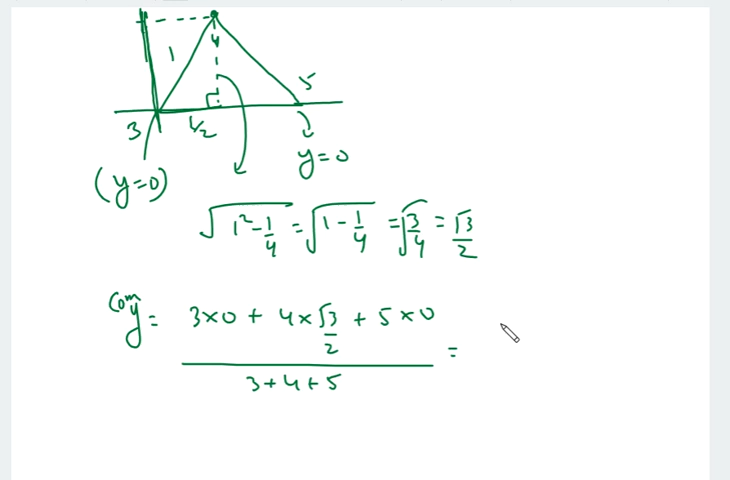 1
4
5
3
1/2
y=0
(y=0)
√(1² - 1/4) = √(1 - 1/4) = √(3/4) = √3/2
Com y = (3×0 + 4×√3/2 + 5×0)/(3+4+5) =